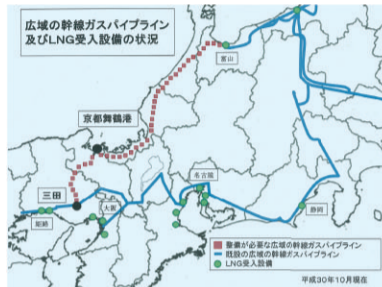 広域の幹線ガスパイプライン
及びLNG受入設備の状況
富山
京都舞鶴港
三田
大阪
名古屋
姫路
静岡
整備が必要な広域の幹線ガスパイプライン
既設の広域の幹線ガスパイプライン
LNG受入設備
平成30年10月現在